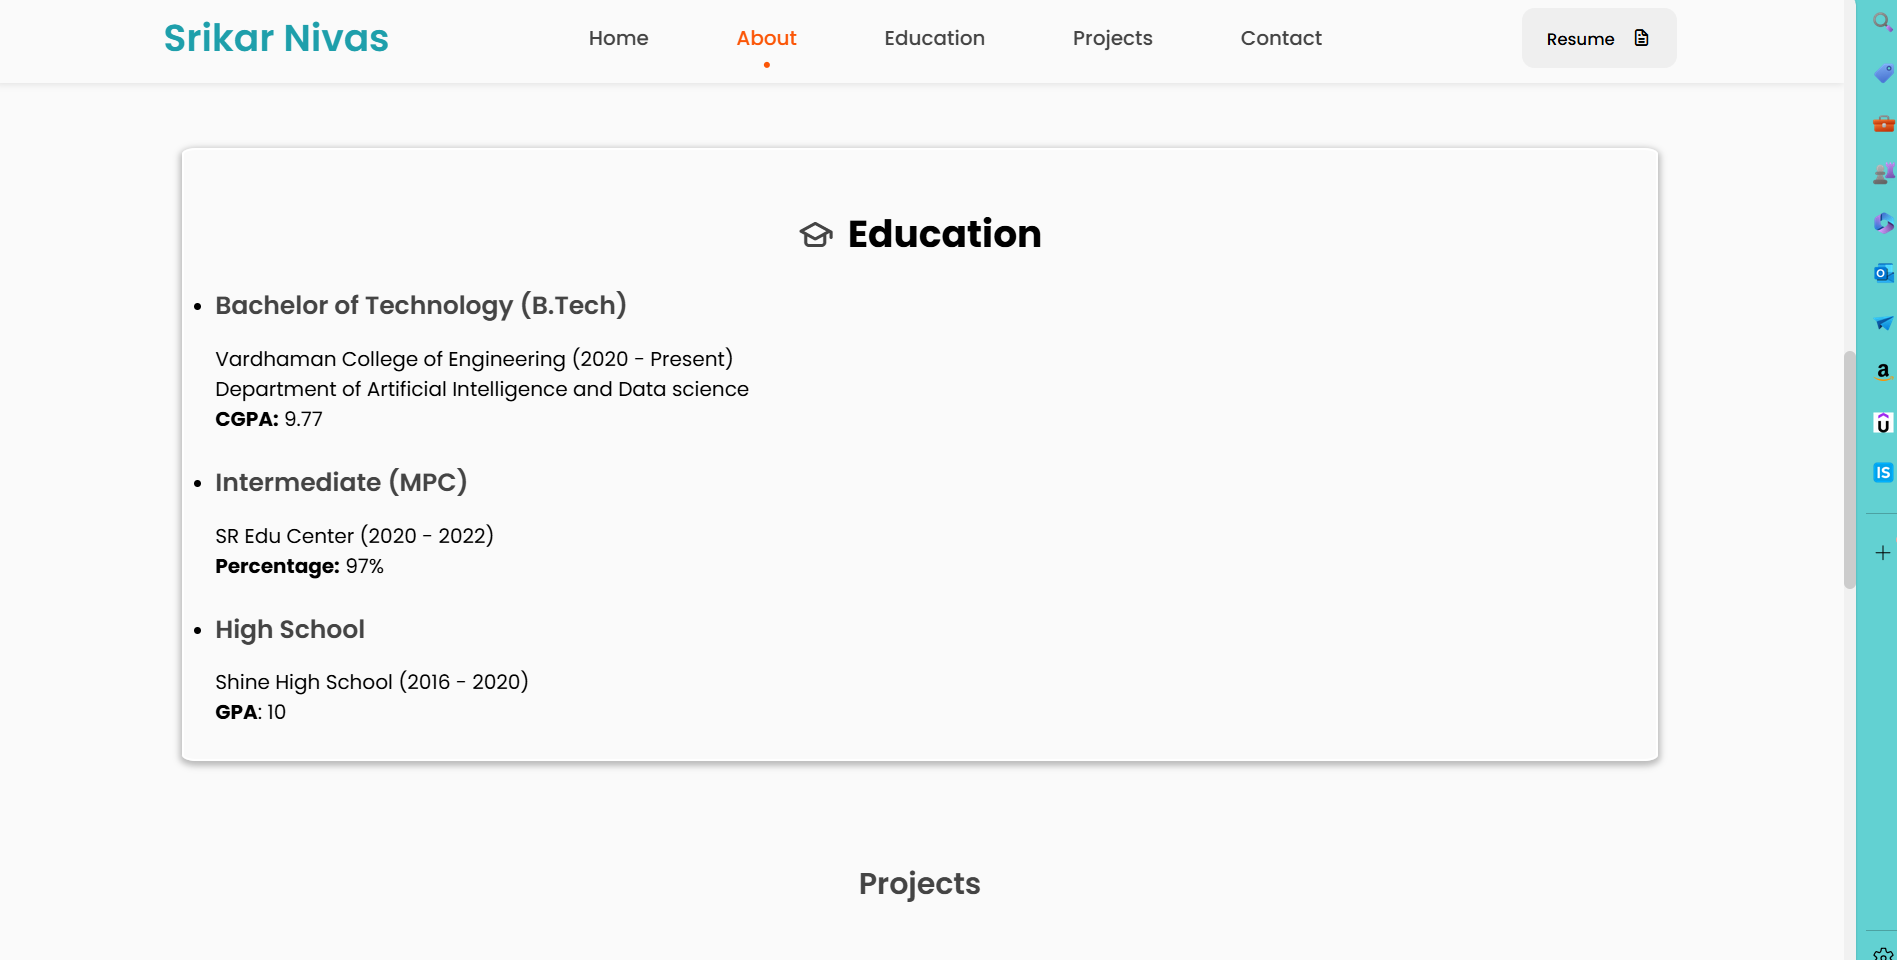 Srikar Nivas
Home
About
Education
Projects
Contact
Resume
Education
Bachelor of Technology (B.Tech)
Vardhaman College of Engineering (2020 - Present)
Department of Artificial Intelligence and Data science
CGPA: 9.77
Intermediate (MPC)
SR Edu Center (2020 - 2022)
Percentage: 97%
High School
Shine High School (2016 - 2020)
GPA: 10
Projects
a
U
IS